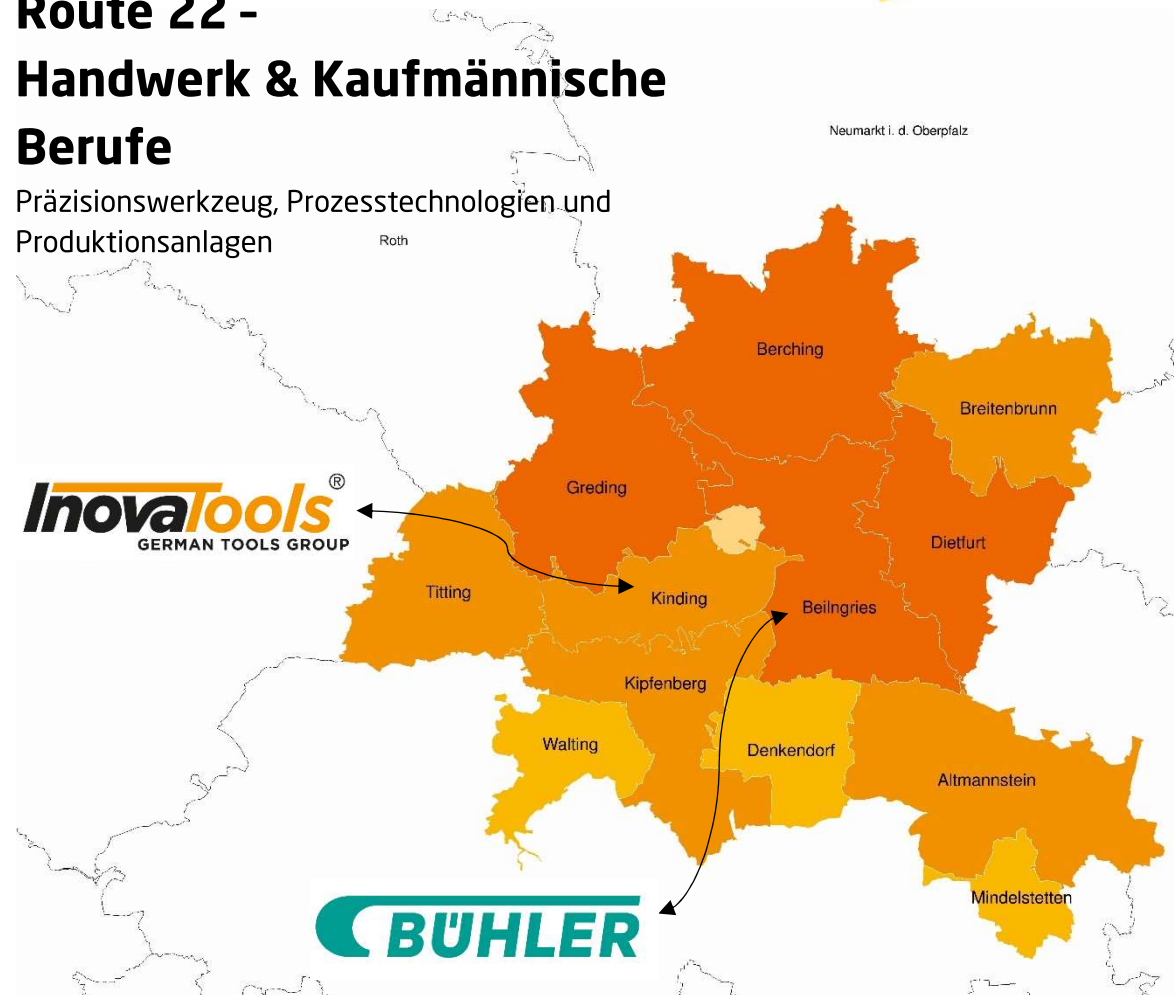 Route 22 –
Handwerk & Kaufmännische
Berufe
Präzisionswerkzeug, Prozesstechnologien und
Produktionsanlagen
Neumarkt i. d. Oberpfalz
Roth
Berching
Breitenbrunn
Greding
InovaTools®
GERMAN TOOLS GROUP
Dietfurt
Titting
Kinding
Beilngries
Kipfenberg
Walting
Denkendorf
Altmannstein
Mindelstetten
BÜHLER